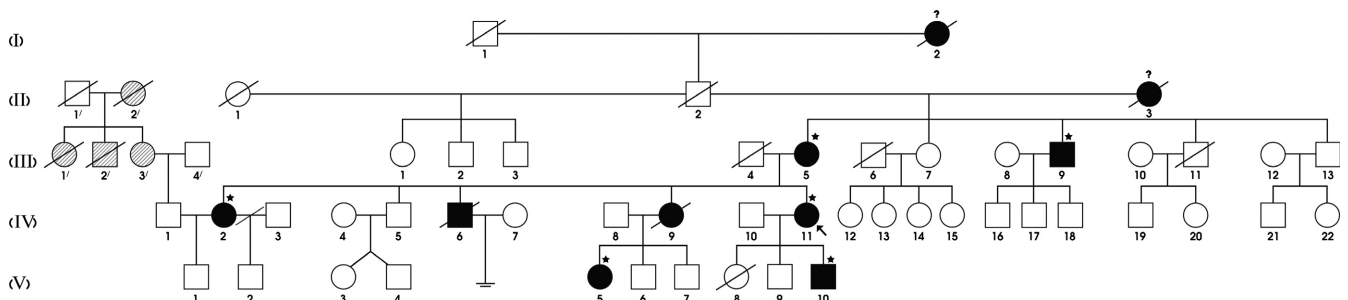 ?
(I)
1 2
?
(II)
1/ 2/ 1 2 3
(III)
1/ 2/ 3/ 4/ 1 2 3 4 5 6 7 8 9 10 11 12 13
(IV)
1 2 3 4 5 6 7 8 9 10 11 12 13 14 15 16 17 18 19 20 21 22
(V)
1 2 3 4 5 6 7 8 9 10